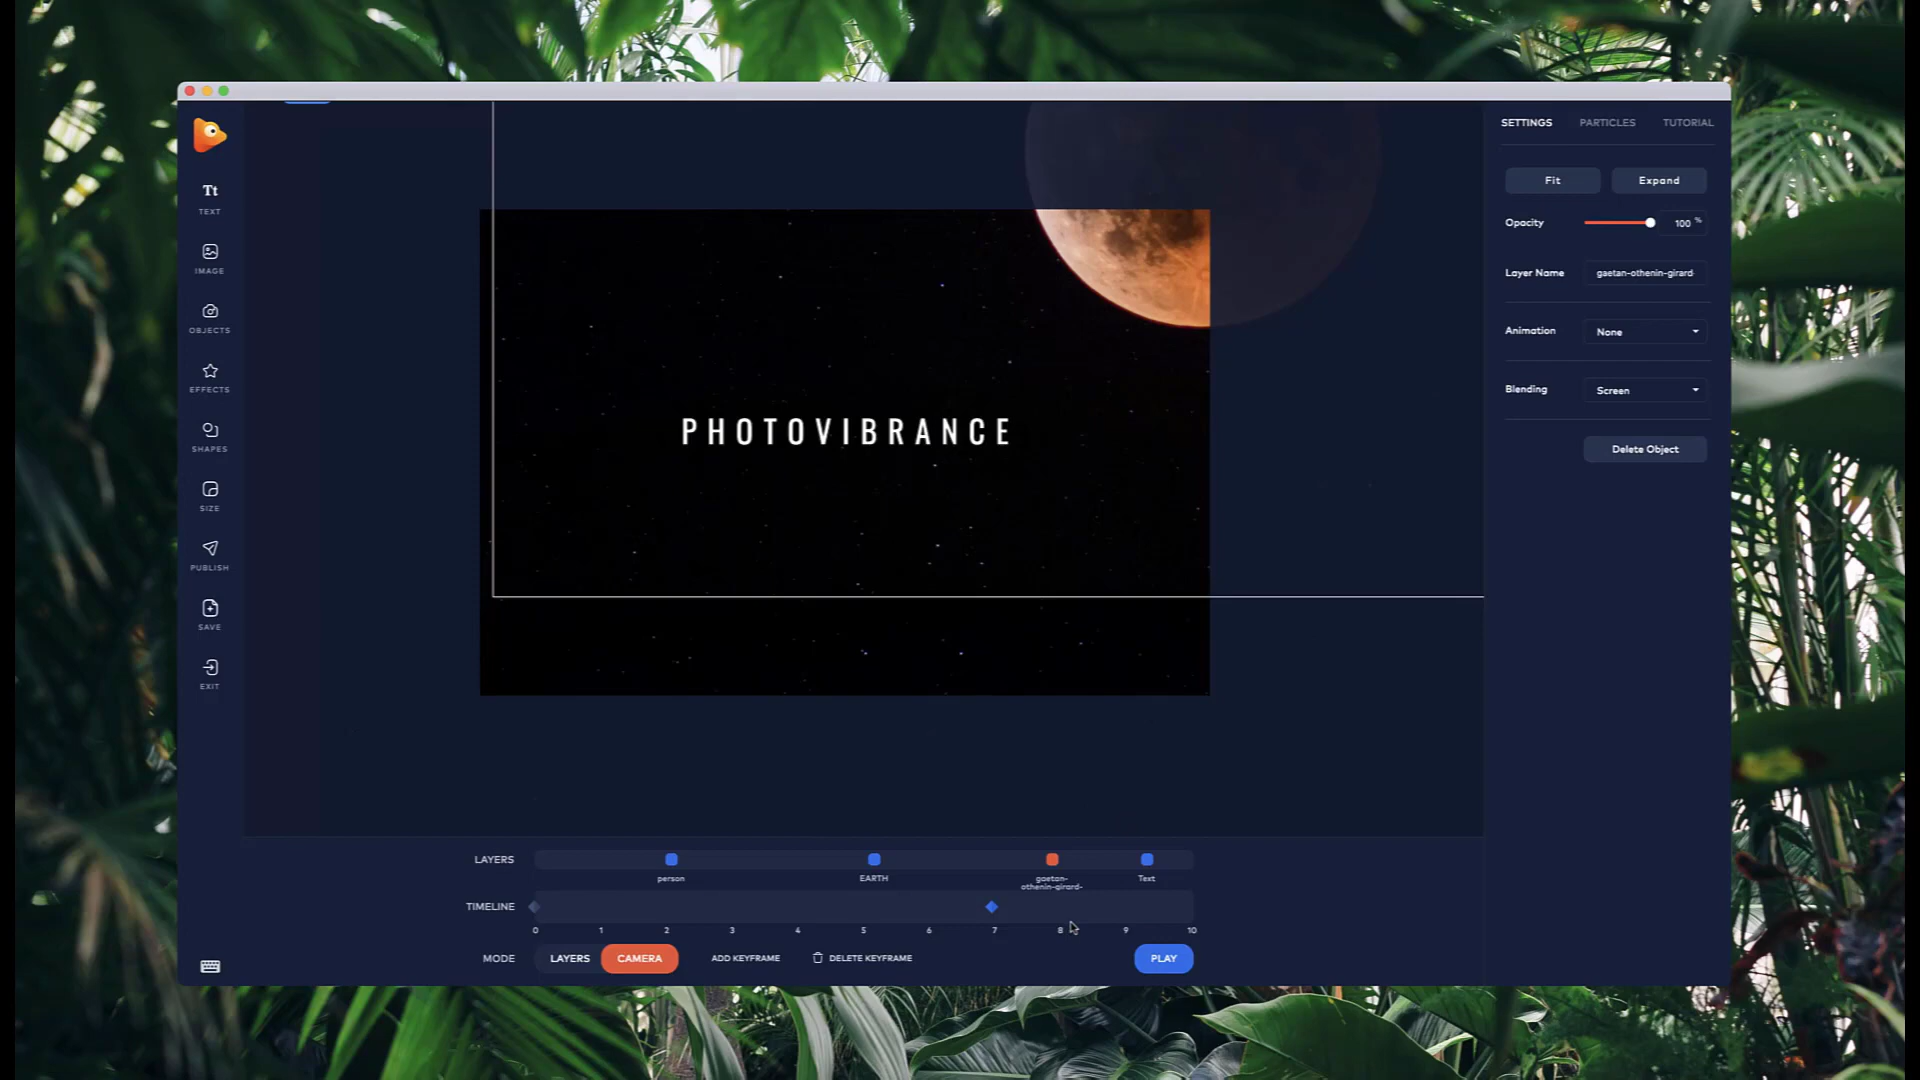 SETTINGS
PARTICLES
TUTORIAL
Tt
TEXT
IMAGE
OBJECTS
EFFECTS
SHAPES
SIZE
PUBLISH
SAVE
EXIT
Fit
Expand
Opacity
100 %
Layer Name
gaetan-othenin-girard
Animation
None
Blending
Screen
Delete Object
PHOTOVIBRANCE
LAYERS
person
EARTH
gaetan-
othenin-girard-
Text
TIMELINE
0 1 2 3 4 5 6 7 8 9 10
MODE
LAYERS
CAMERA
ADD KEYFRAME
DELETE KEYFRAME
PLAY